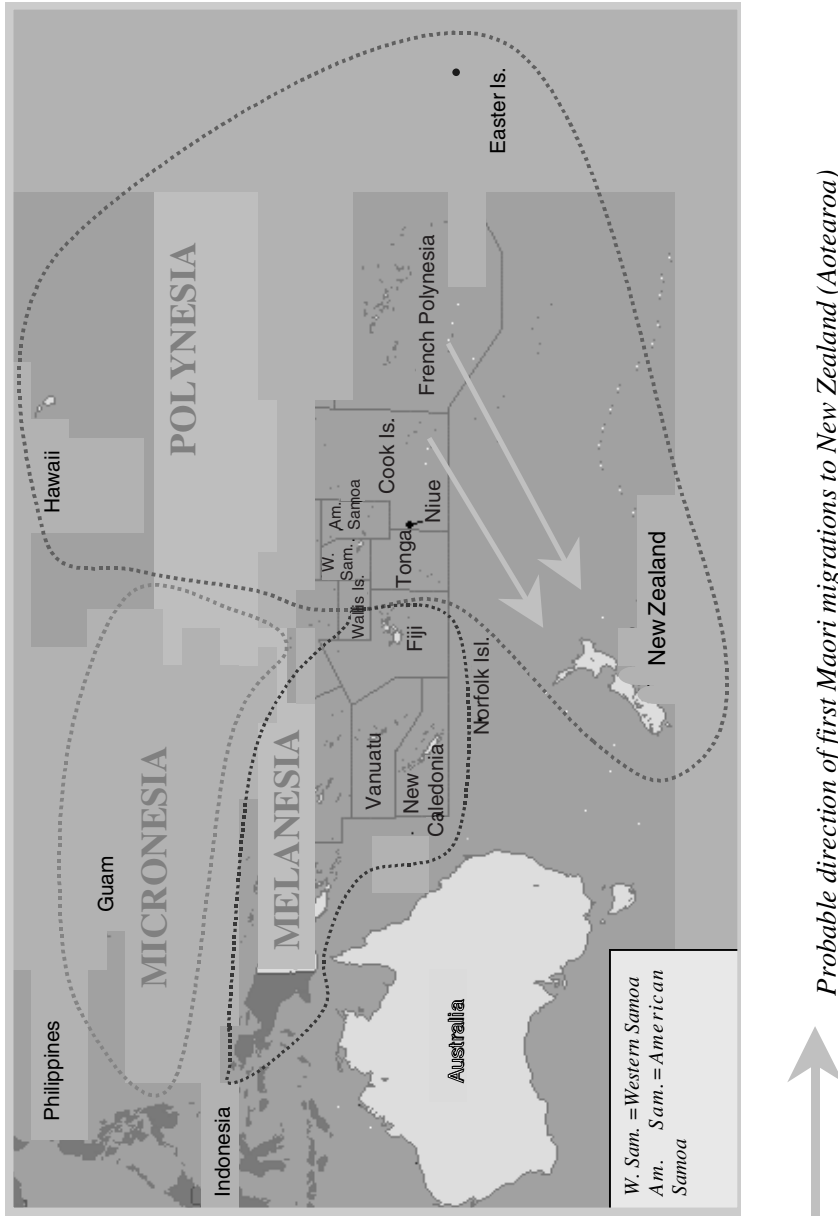 Hawaii
POLYNESIA
Easter Is.
Philippines
Guam
MICRONESIA
Indonesia
MELANESIA
W.
Sam.
Am.
Samoa
Wallis Is.
Cook Is.
French Polynesia
Vanuatu
Fiji
Tonga
Niue
New
Caledonia
Norfolk Isl.
Australia
New Zealand
W. Sam. =Western Samoa
Am. Sam. = American
Samoa
Probable direction of first Maori migrations to New Zealand (Aotearoa)